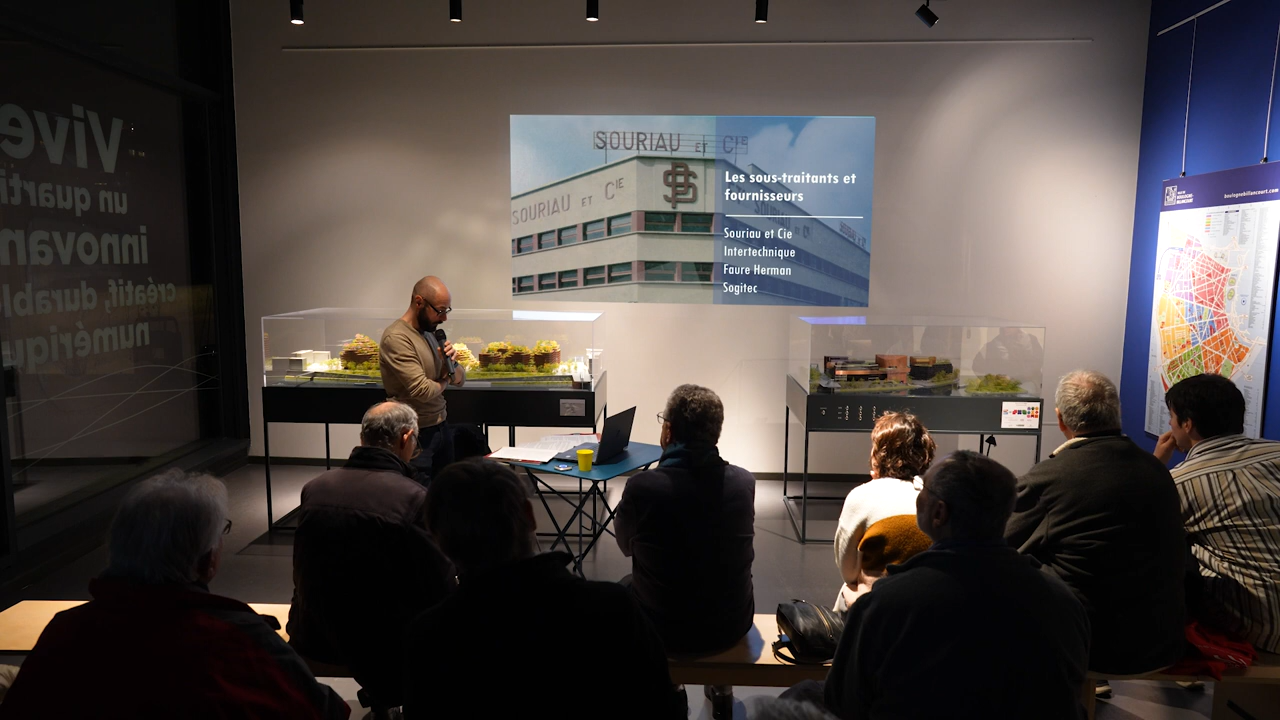 Vive
un quarti
innovan
créatif, durabl
numériqu
SOURIAU ET CIE
SOURIAU ET CIE
Les sous-traitants et
fournisseurs
Souriau et Cie
Intertechnique
Faure Herman
Sogitec
boulognebillancourt.com